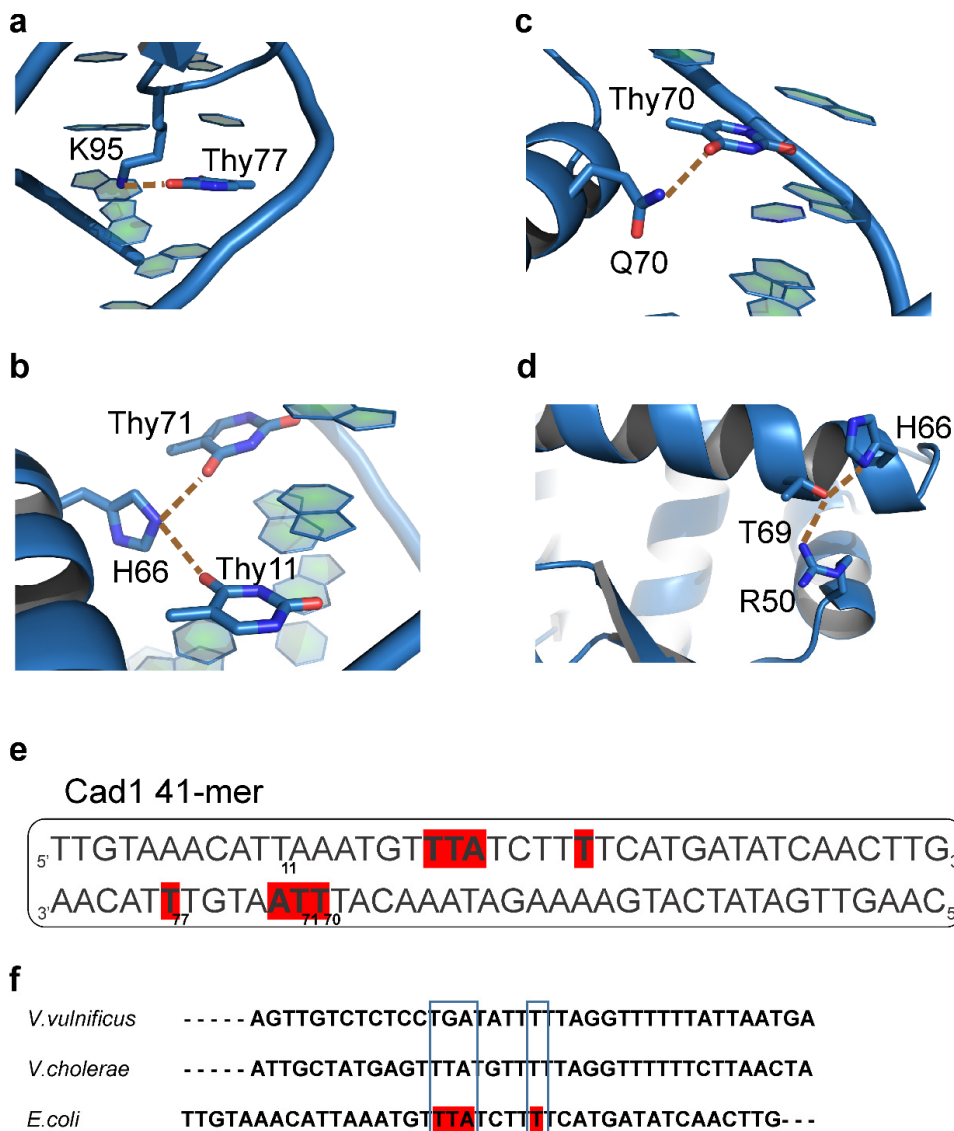 a
c
K95
Thy77
Thy70
Q70
b
d
Thy71
H66
Thy11
H66
T69
R50
e
Cad1 41-mer
5' TTGTAAACATTAAATGTTTATCTTTTCATGATATCAACTTG 3'
11
3' AACATTTGTAATTTACAAATAGAAAAGTACTATAGTTGAAC 5'
77 71 70
f
V.vulnificus - - - - - AGTTGTCTCTCCTGATATTTTTAGGTTTTTTATTAATGA
V.cholerae - - - - - ATTGCTATGAGTTTATGTTTTTAGGTTTTTTCTTAACTA
E.coli TTGTAAACATTAAATGTTTATCTTTTCATGATATCAACTTG- - -